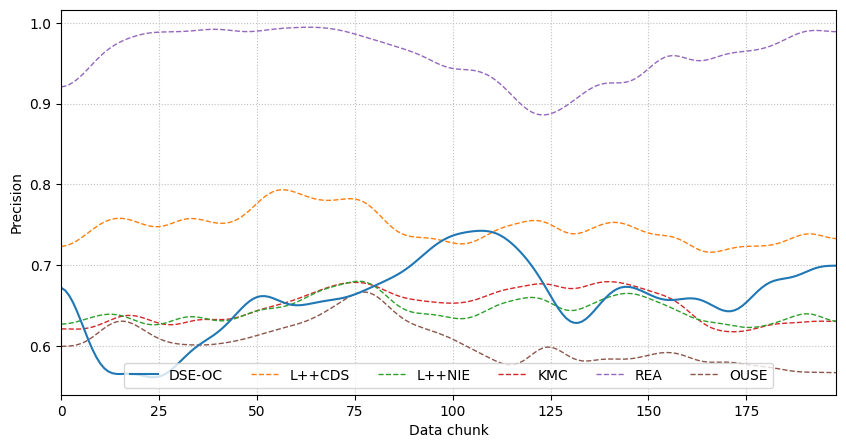 1.0
0.9
0.8
0.7
0.6
Precision
DSE-OC L++CDS L++NIE KMC REA OUSE
0 25 50 75 100 125 150 175
Data chunk